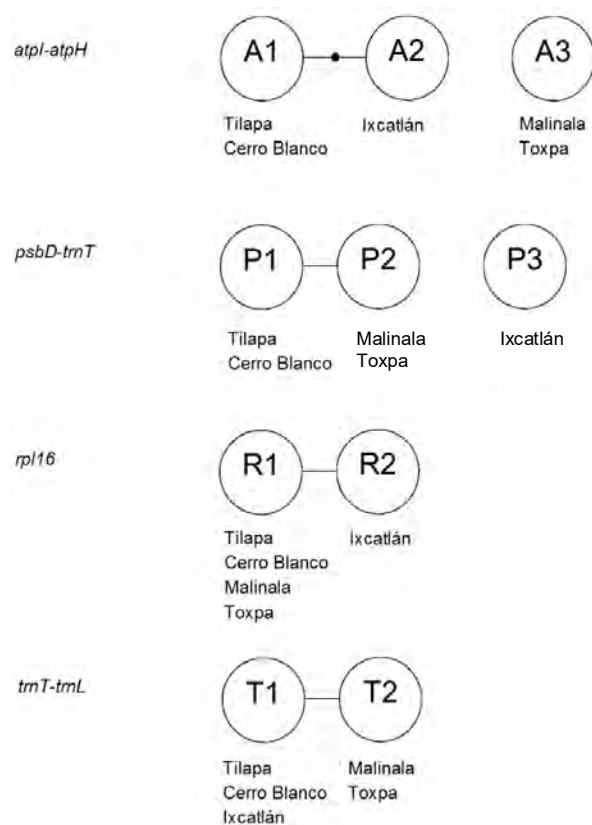 atpI-atpH
A1 A2 A3
Tilapa Ixcatlán Malinala
Cerro Blanco Toxpa
psbD-trnT
P1 P2 P3
Tilapa Malinala Ixcatlán
Cerro Blanco Toxpa
rpl16
R1 R2
Tilapa Ixcatlán
Cerro Blanco
Malinala
Toxpa
trnT-trnL
T1 T2
Tilapa Malinala
Cerro Blanco Toxpa
Ixcatlán